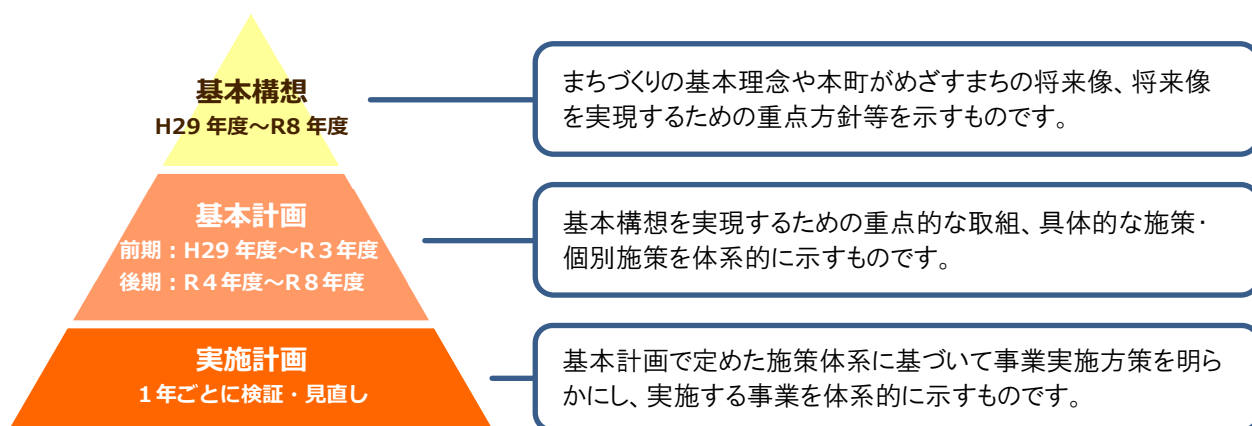 基本構想
H29 年度～R8 年度
まちづくりの基本理念や本町がめざすまちの将来像、将来像
を実現するための重点方針等を示すものです。
基本計画
前期：H29 年度～R３年度
後期：R４年度～R８年度
基本構想を実現するための重点的な取組、具体的な施策･
個別施策を体系的に示すものです。
実施計画
１年ごとに検証・見直し
基本計画で定めた施策体系に基づいて事業実施方策を明ら
かにし、実施する事業を体系的に示すものです。